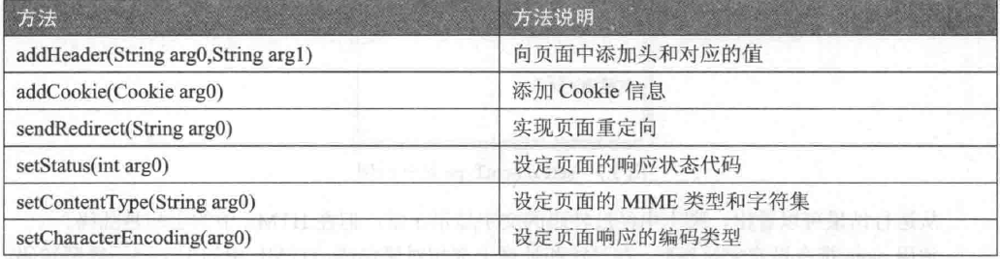 方法 方法说明
addHeader(String arg0,String arg1) 向页面中添加头和对应的值
addCookie(Cookie arg0) 添加 Cookie 信息
sendRedirect(String arg0) 实现页面重定向
setStatus(int arg0) 设定页面的响应状态代码
setContentType(String arg0) 设定页面的 MIME 类型和字符集
setCharacterEncoding(arg0) 设定页面响应的编码类型